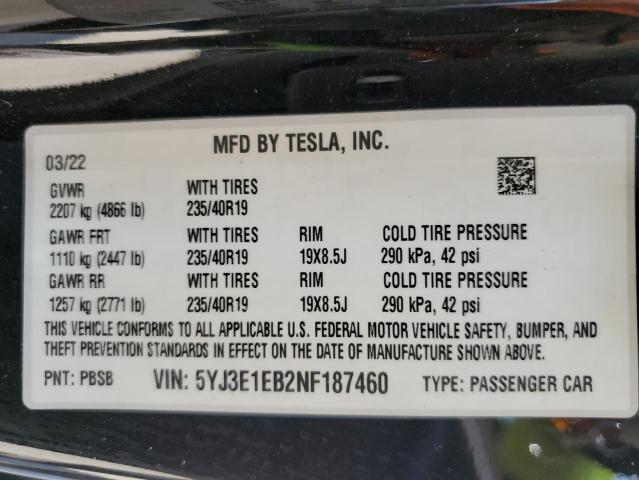 MFD BY TESLA, INC.
03/22
GVWR WITH TIRES
2207 kg (4866 lb) 235/40R19
GAWR FRT WITH TIRES RIM COLD TIRE PRESSURE
1110 kg (2447 lb) 235/40R19 19X8.5J 290 kPa, 42 psi
GAWR RR WITH TIRES RIM COLD TIRE PRESSURE
1257 kg (2771 lb) 235/40R19 19X8.5J 290 kPa, 42 psi
THIS VEHICLE CONFORMS TO ALL APPLICABLE U.S. FEDERAL MOTOR VEHICLE SAFETY, BUMPER, AND
THEFT PREVENTION STANDARDS IN EFFECT ON THE DATE OF MANUFACTURE SHOWN ABOVE.
PNT: PBSB VIN: 5YJ3E1EB2NF187460 TYPE: PASSENGER CAR